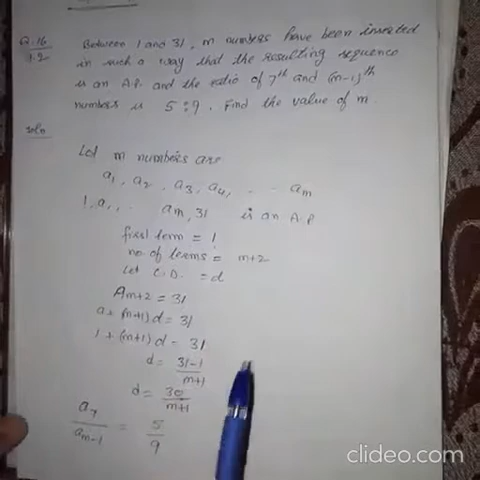 Q.16 Between 1 and 31, m numbers have been inserted
9.2 in such a way that the resulting sequence
is an A.P. and the ratio of 7th and (m-1)th
numbers is 5:9. Find the value of m.
Soln
Let m numbers are
a1, a2, a3, a4, . . am
1, a1, . . am, 31 is an A.P
first term = 1
no. of terms = m+2
Let C.D. = d
Am+2 = 31
a + (m+1)d = 31
1 + (m+1)d = 31
d = 31-1/m+1
d = 30/m+1
a7/am-1 = 5/9
clideo.com